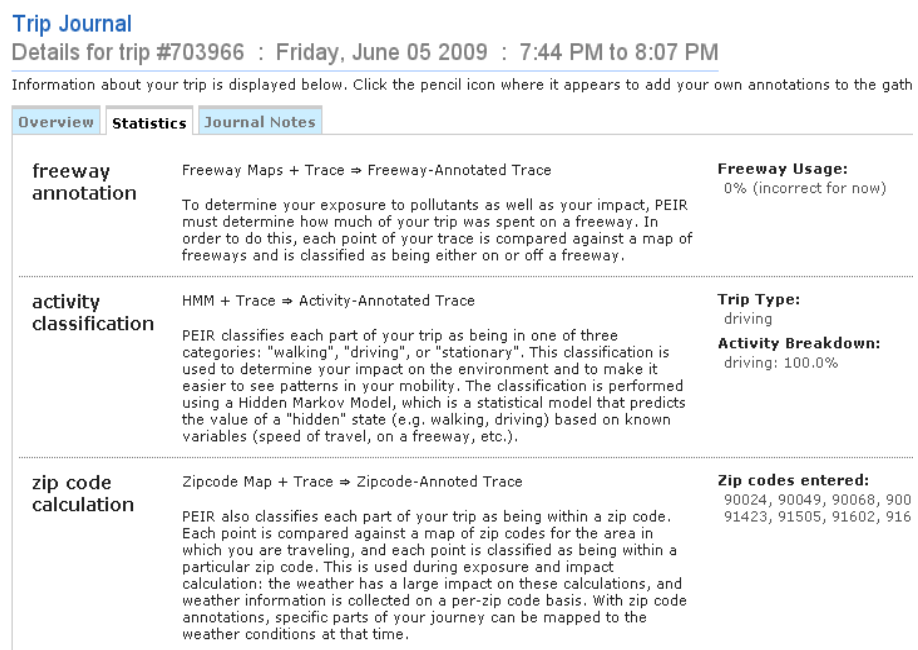 Trip Journal
Details for trip #703966 : Friday, June 05 2009 : 7:44 PM to 8:07 PM
Information about your trip is displayed below. Click the pencil icon where it appears to add your own annotations to the gath
Overview Statistics Journal Notes
freeway annotation
Freeway Maps + Trace ⇒ Freeway-Annotated Trace
To determine your exposure to pollutants as well as your impact, PEIR
must determine how much of your trip was spent on a freeway. In
order to do this, each point of your trace is compared against a map of
freeways and is classified as being either on or off a freeway.
Freeway Usage:
0% (incorrect for now)
activity classification
HMM + Trace ⇒ Activity-Annotated Trace
PEIR classifies each part of your trip as being in one of three
categories: "walking", "driving", or "stationary". This classification is
used to determine your impact on the environment and to make it
easier to see patterns in your mobility. The classification is performed
using a Hidden Markov Model, which is a statistical model that predicts
the value of a "hidden" state (e.g. walking, driving) based on known
variables (speed of travel, on a freeway, etc.).
Trip Type:
driving
Activity Breakdown:
driving: 100.0%
zip code calculation
Zipcode Map + Trace ⇒ Zipcode-Annoted Trace
PEIR also classifies each part of your trip as being within a zip code.
Each point is compared against a map of zip codes for the area in
which you are traveling, and each point is classified as being within a
particular zip code. This is used during exposure and impact
calculation: the weather has a large impact on these calculations, and
weather information is collected on a per-zip code basis. With zip code
annotations, specific parts of your journey can be mapped to the
weather conditions at that time.
Zip codes entered:
90024, 90049, 90068, 900
91423, 91505, 91602, 916